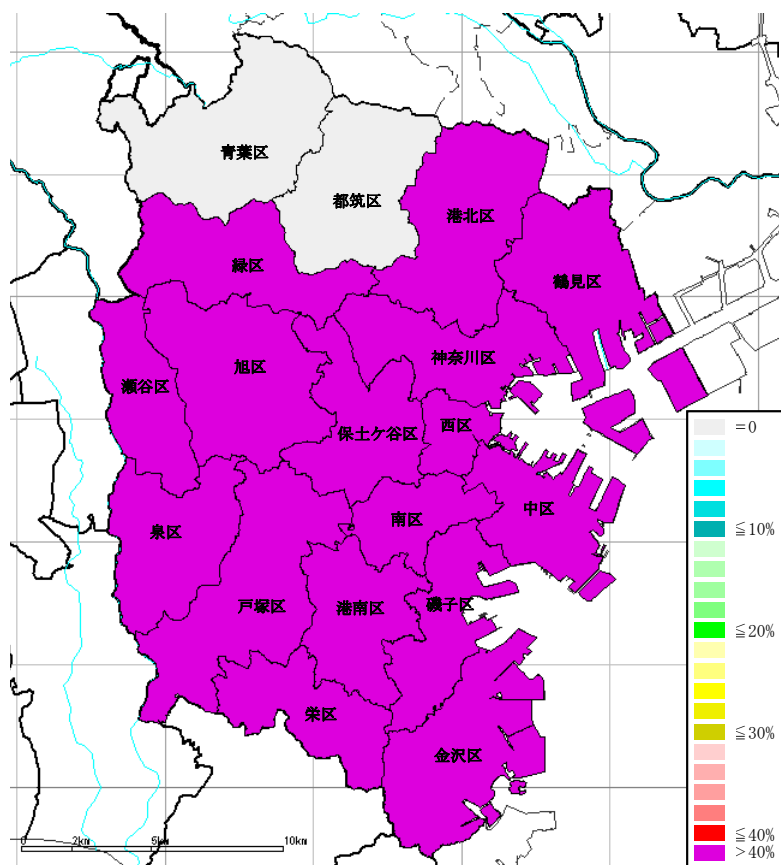 青葉区
都筑区
港北区
緑区
鶴見区
神奈川区
旭区
瀬谷区
保土ケ谷区
西区
中区
南区
泉区
戸塚区
港南区
磯子区
栄区
金沢区
=0
≦10%
≦20%
≦30%
≦40%
>40%
0 2km 5km 10km